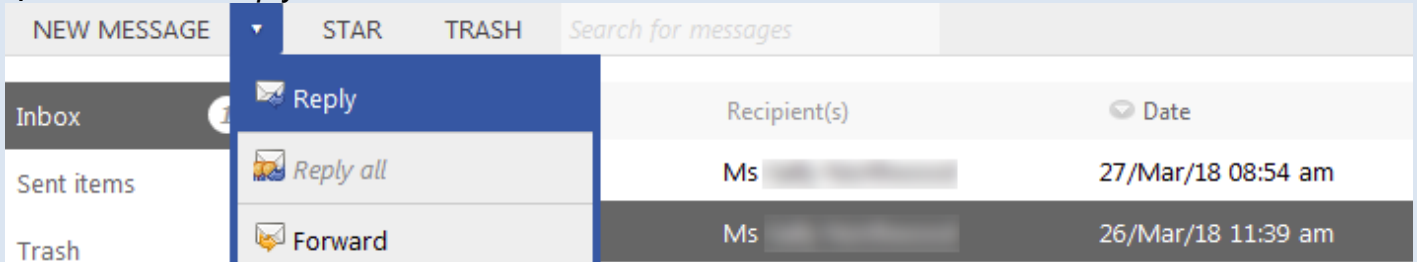 NEW MESSAGE STAR TRASH Search for messages
Reply
Inbox Recipient(s) Date
Reply all
Sent items Ms 27/Mar/18 08:54 am
Forward
Trash Ms 26/Mar/18 11:39 am